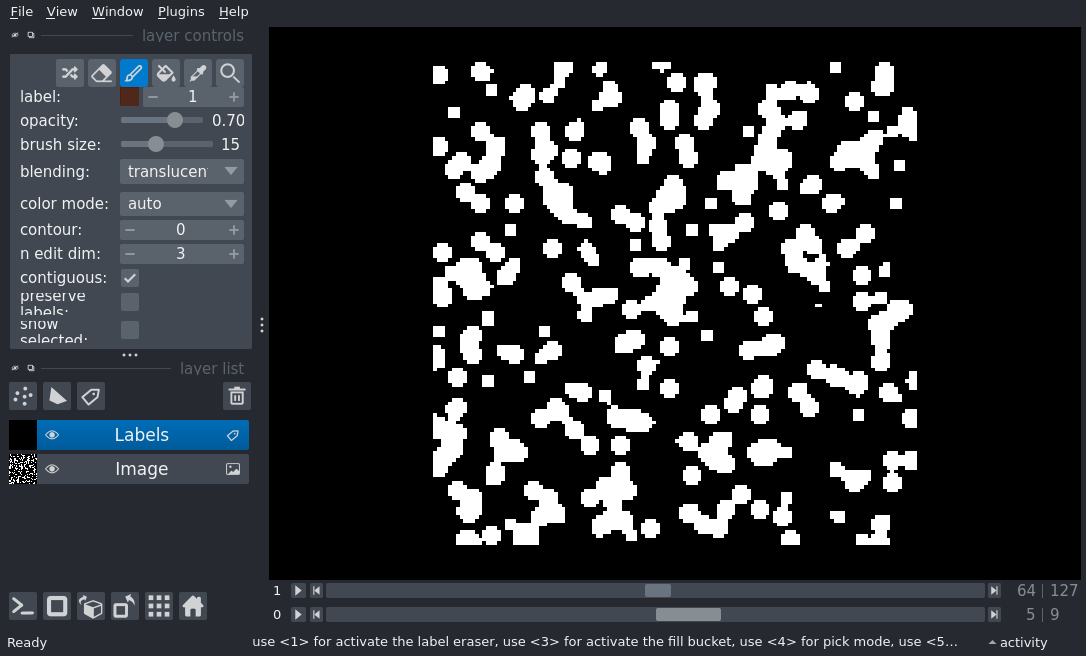 File View Window Plugins Help
layer controls
label: 1
opacity: 0.70
brush size: 15
blending: translucen
color mode: auto
contour: 0
n edit dim: 3
contiguous:
preserve
labels:
show
selected:
layer list
Labels
Image
1 64 | 127
0 5 | 9
Ready use <1> for activate the label eraser, use <3> for activate the fill bucket, use <4> for pick mode, use <5... activity